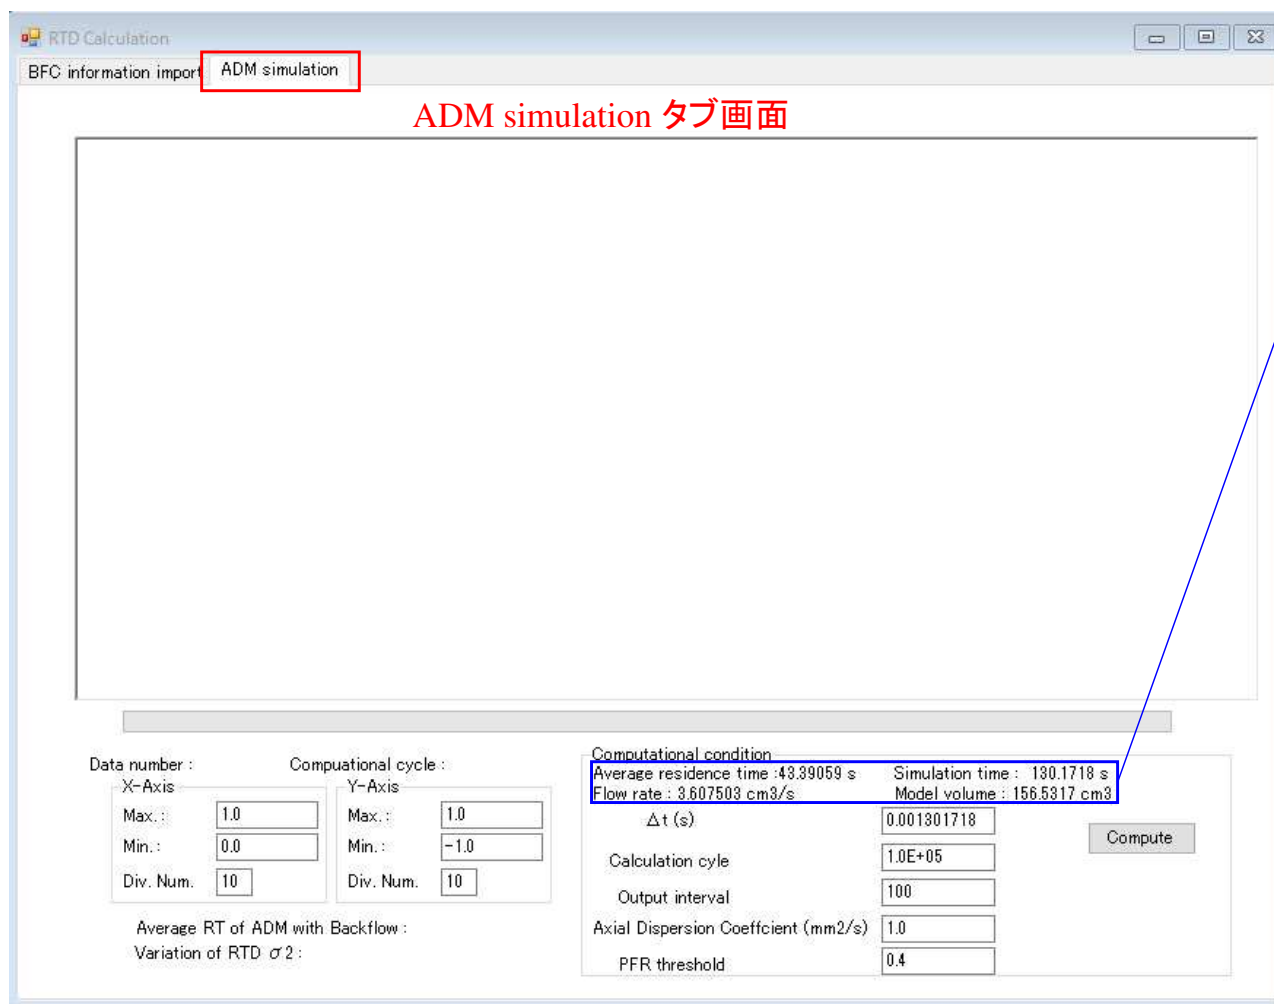 RTD Calculation
BFC information import ADM simulation
ADM simulation タブ画面
Data number : Compuational cycle :
X-Axis Y-Axis
Max. : 1.0 Max. : 1.0
Min. : 0.0 Min. : -1.0
Div. Num. 10 Div. Num. 10
Average RT of ADM with Backflow :
Variation of RTD σ2 :
Computational condition
Average residence time :43.39059 s Simulation time : 130.1718 s
Flow rate : 3.607503 cm3/s Model volume : 156.5317 cm3
Δt (s) 0.001301718
Compute
Calculation cyle 1.0E+05
Output interval 100
Axial Dispersion Coeffcient (mm2/s) 1.0
PFR threshold 0.4